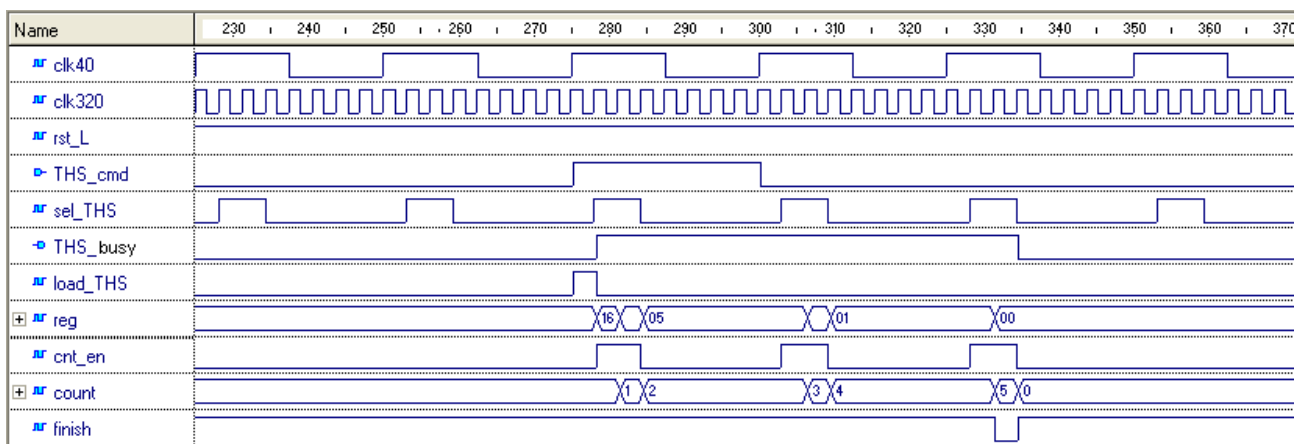 Name 230 240 250 260 270 280 290 300 310 320 330 340 350 360 370
clk40
clk320
rst_L
THS_cmd
sel_THS
THS_busy
load_THS
reg 16 05 01 00
cnt_en
count 1 2 3 4 5 0
finish